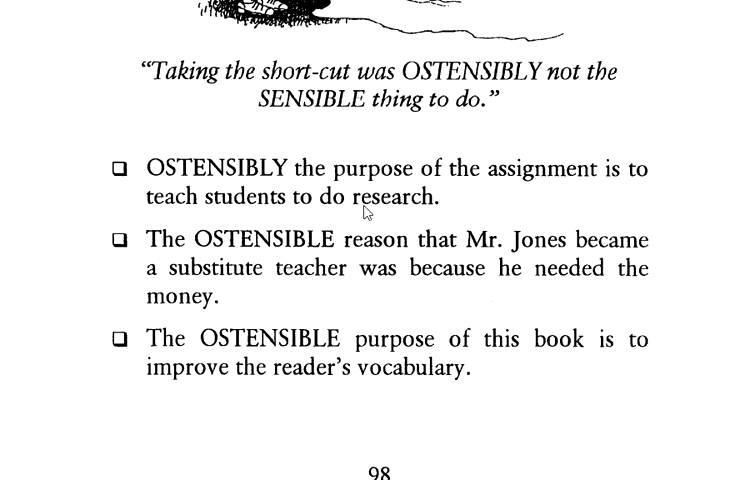 “Taking the short-cut was OSTENSIBLY not the
SENSIBLE thing to do.”
❑ OSTENSIBLY the purpose of the assignment is to
teach students to do research.
❑ The OSTENSIBLE reason that Mr. Jones became
a substitute teacher was because he needed the
money.
❑ The OSTENSIBLE purpose of this book is to
improve the reader’s vocabulary.
98